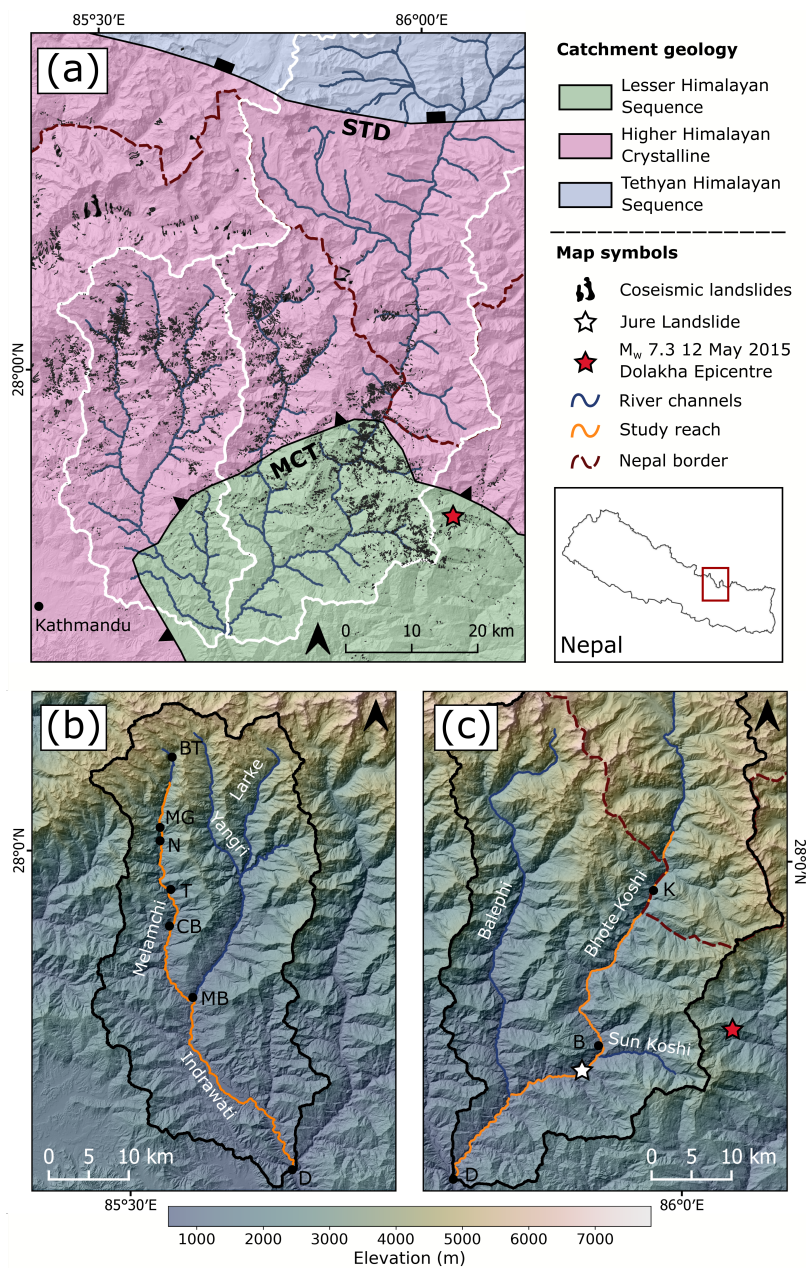 85°30'E
86°00'E
(a)
STD
MCT
28°00'N
Kathmandu
0 10 20 km
Catchment geology
Lesser Himalayan
Sequence
Higher Himalayan
Crystalline
Tethyan Himalayan
Sequence
Map symbols
Coseismic landslides
Jure Landslide
Mw 7.3 12 May 2015
Dolakha Epicentre
River channels
Study reach
Nepal border
Nepal
(b)
BT
Larke
MG
Yangri
N
28°0'N
T
CB
Melamchi
MB
Indrawati
D
0 5 10 km
85°30'E
(c)
28°0'N
K
Balephi
Bhote Koshi
B
Sun Koshi
D
0 5 10 km
86°0'E
1000 2000 3000 4000 5000 6000 7000
Elevation (m)